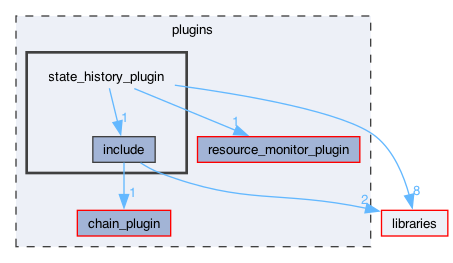 plugins
state_history_plugin
1
1
include
resource_monitor_plugin
1
2
8
chain_plugin
libraries